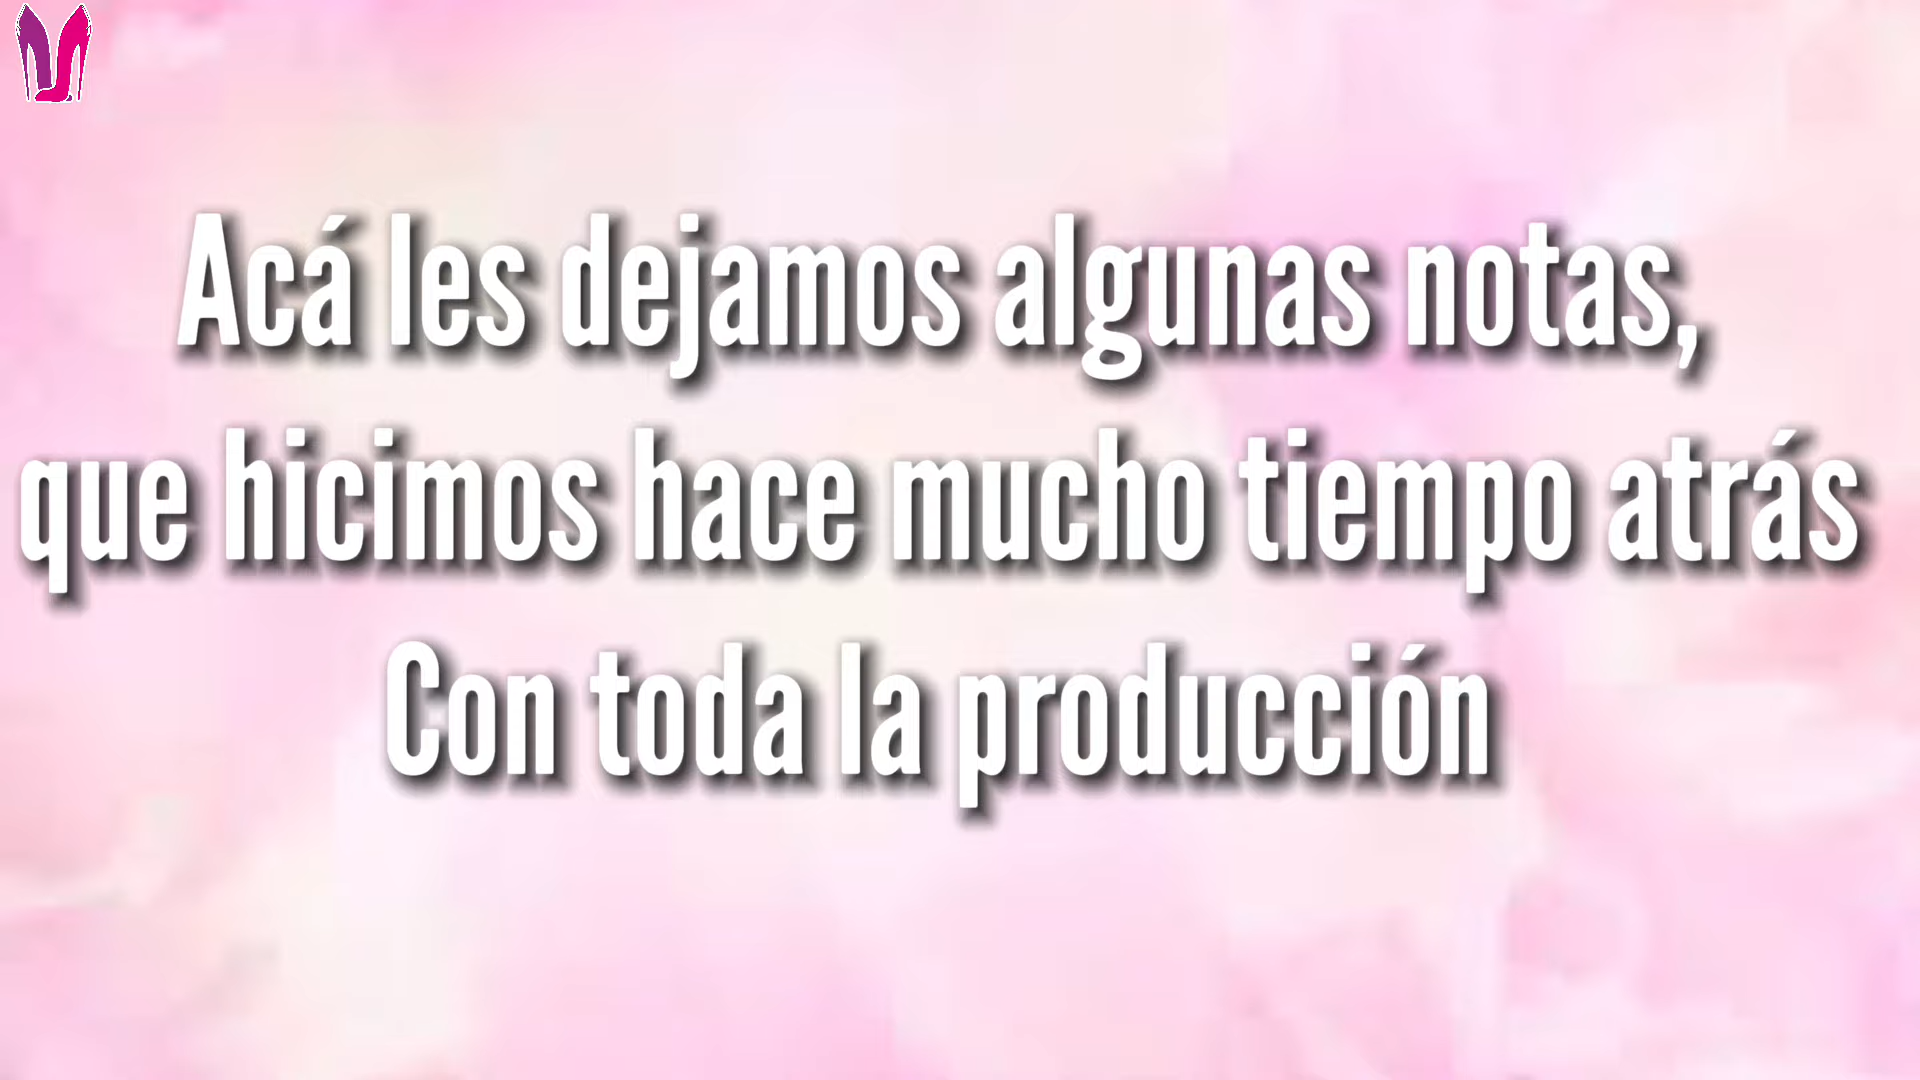 Acá les dejamos algunas notas,
que hicimos hace mucho tiempo atrás
Con toda la producción